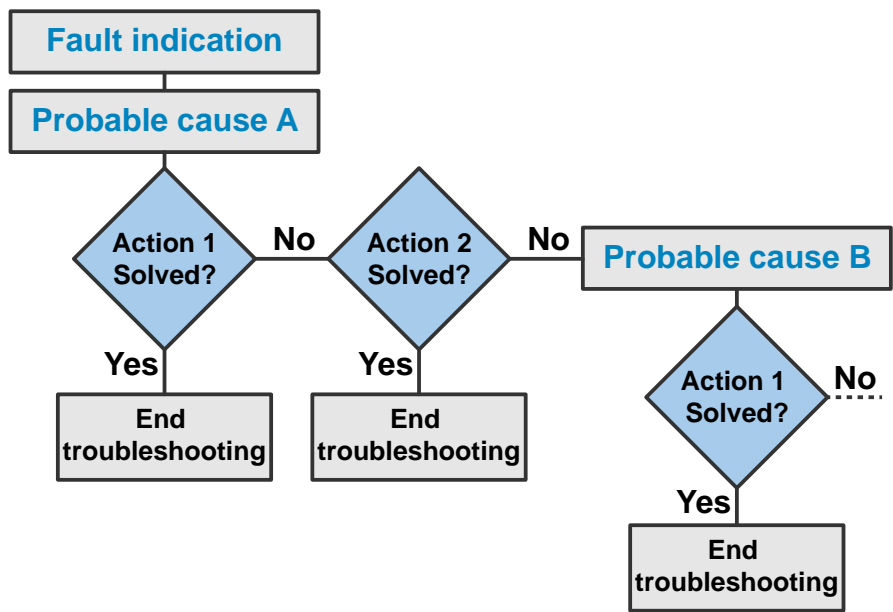 Fault indication
Probable cause A
Action 1
Solved?
No
Action 2
Solved?
No
Probable cause B
Yes
End
troubleshooting
Yes
End
troubleshooting
Action 1
Solved?
No
Yes
End
troubleshooting